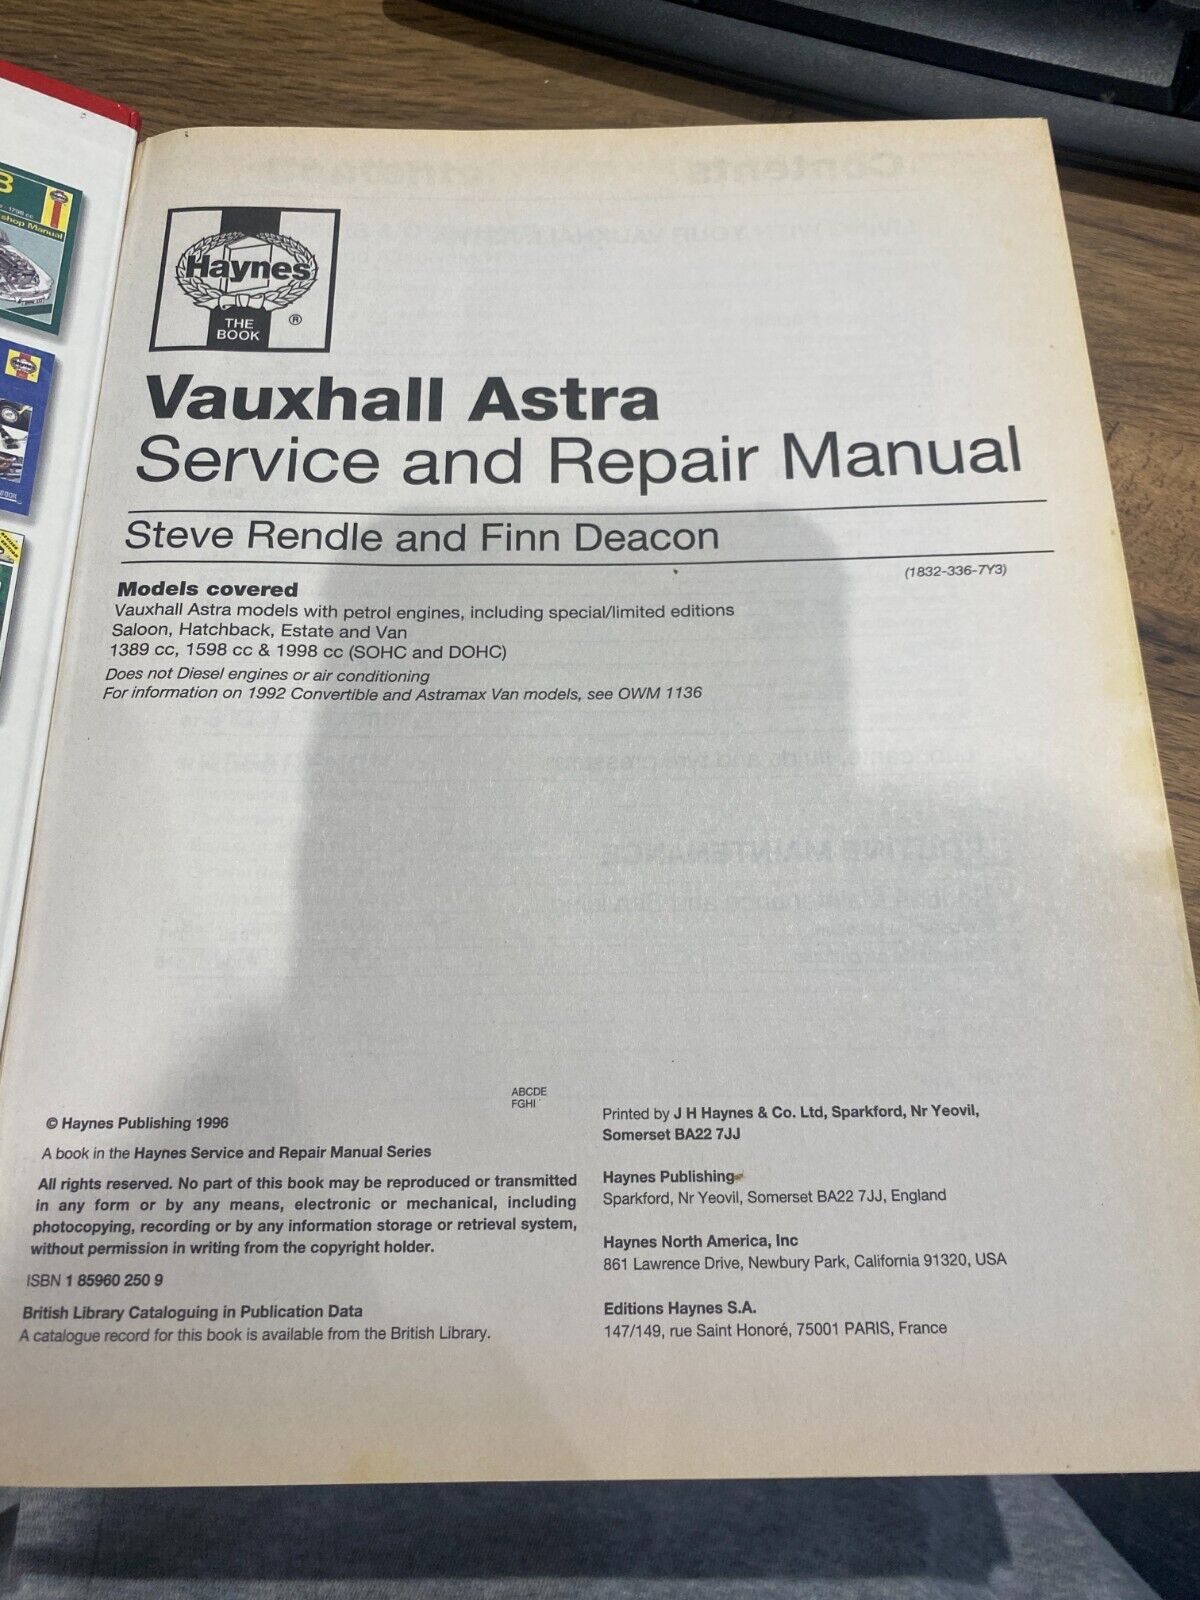 B
1796 cc
shop Manual
Haynes
Haynes
THE
BOOK
®
Vauxhall Astra
Service and Repair Manual
Steve Rendle and Finn Deacon
(1832-336-7Y3)
Models covered
Vauxhall Astra models with petrol engines, including special/limited editions
Saloon, Hatchback, Estate and Van
1389 cc, 1598 cc & 1998 cc (SOHC and DOHC)
Does not Diesel engines or air conditioning
For information on 1992 Convertible and Astramax Van models, see OWM 1136
ABCDE
FGHI
© Haynes Publishing 1996
A book in the Haynes Service and Repair Manual Series
All rights reserved. No part of this book may be reproduced or transmitted
in any form or by any means, electronic or mechanical, including
photocopying, recording or by any information storage or retrieval system,
without permission in writing from the copyright holder.
ISBN 1 85960 250 9
British Library Cataloguing in Publication Data
A catalogue record for this book is available from the British Library.
Printed by J H Haynes & Co. Ltd, Sparkford, Nr Yeovil,
Somerset BA22 7JJ
Haynes Publishing
Sparkford, Nr Yeovil, Somerset BA22 7JJ, England
Haynes North America, Inc
861 Lawrence Drive, Newbury Park, California 91320, USA
Editions Haynes S.A.
147/149, rue Saint Honoré, 75001 PARIS, France